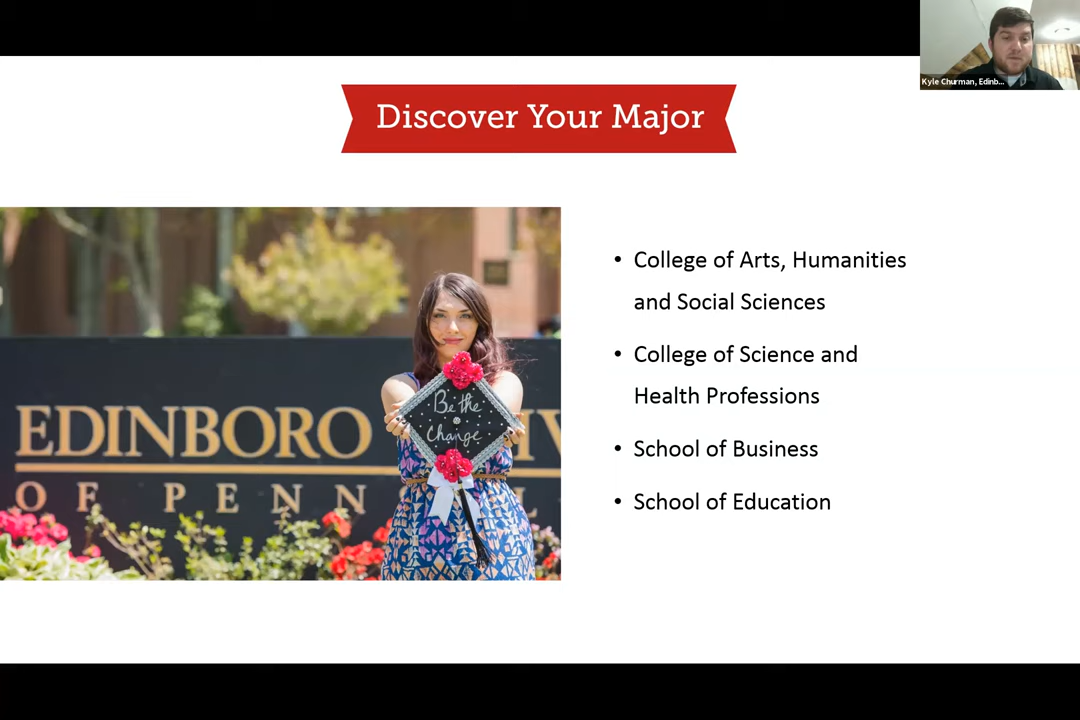 Kyle Churman, Edinb...
Discover Your Major
• College of Arts, Humanities
and Social Sciences
• College of Science and
Health Professions
• School of Business
• School of Education
Be the
Change
EDINBORO
OF PENN